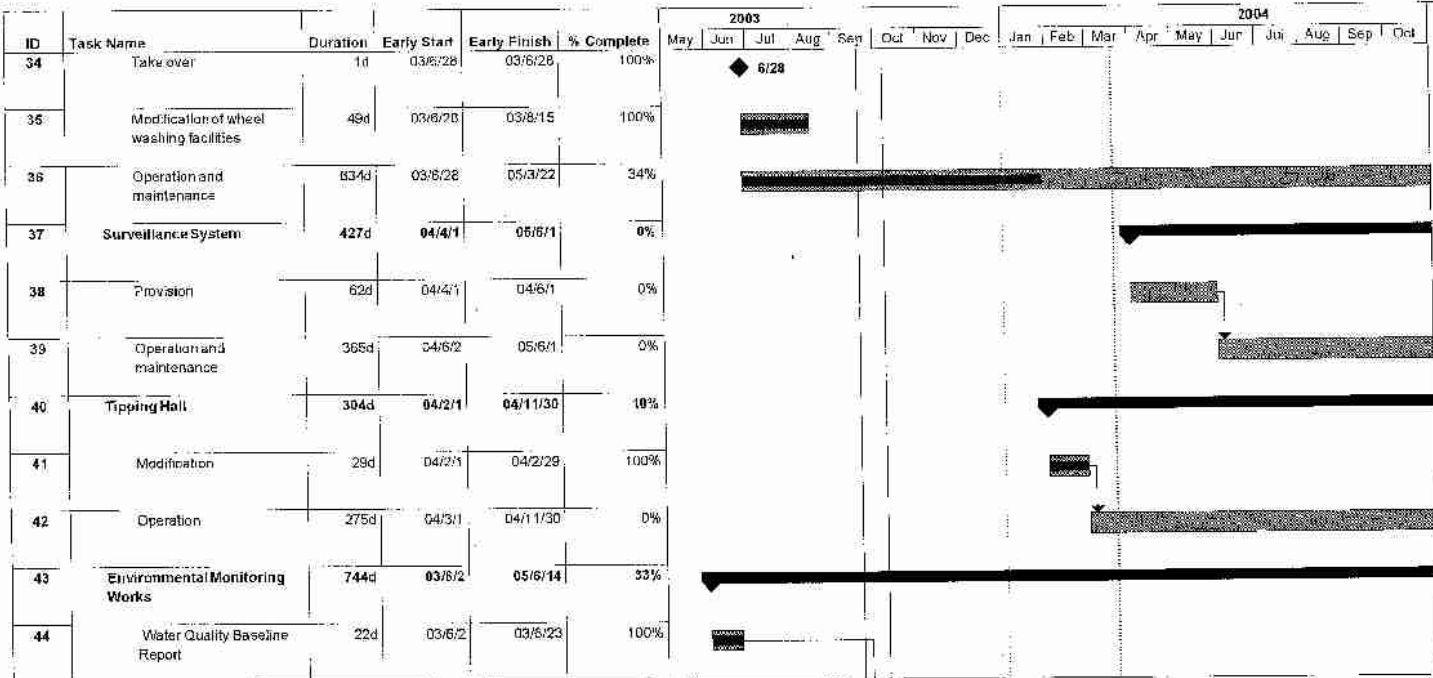 2003 2004
ID Task Name Duration Early Start Early Finish % Complete May Jun Jul Aug Sep Oct Nov Dec Jan Feb Mar Apr May Jun Jul Aug Sep Oct
34 Take over 1d 03/6/28 03/6/28 100% 6/28
35 Modification of wheel 49d 03/6/28 03/8/15 100%
washing facilities
36 Operation and 634d 03/6/28 05/3/22 34%
maintenance
37 Surveillance System 427d 04/4/1 05/6/1 0%
38 Provision 62d 04/4/1 04/6/1 0%
39 Operation and 365d 04/6/2 05/6/1 0%
maintenance
40 Tipping Hall 304d 04/2/1 04/11/30 10%
41 Modification 29d 04/2/1 04/2/29 100%
42 Operation 275d 04/3/1 04/11/30 0%
43 Environmental Monitoring 744d 03/6/2 05/6/14 33%
Works
44 Water Quality Baseline 22d 03/6/2 03/6/23 100%
Report